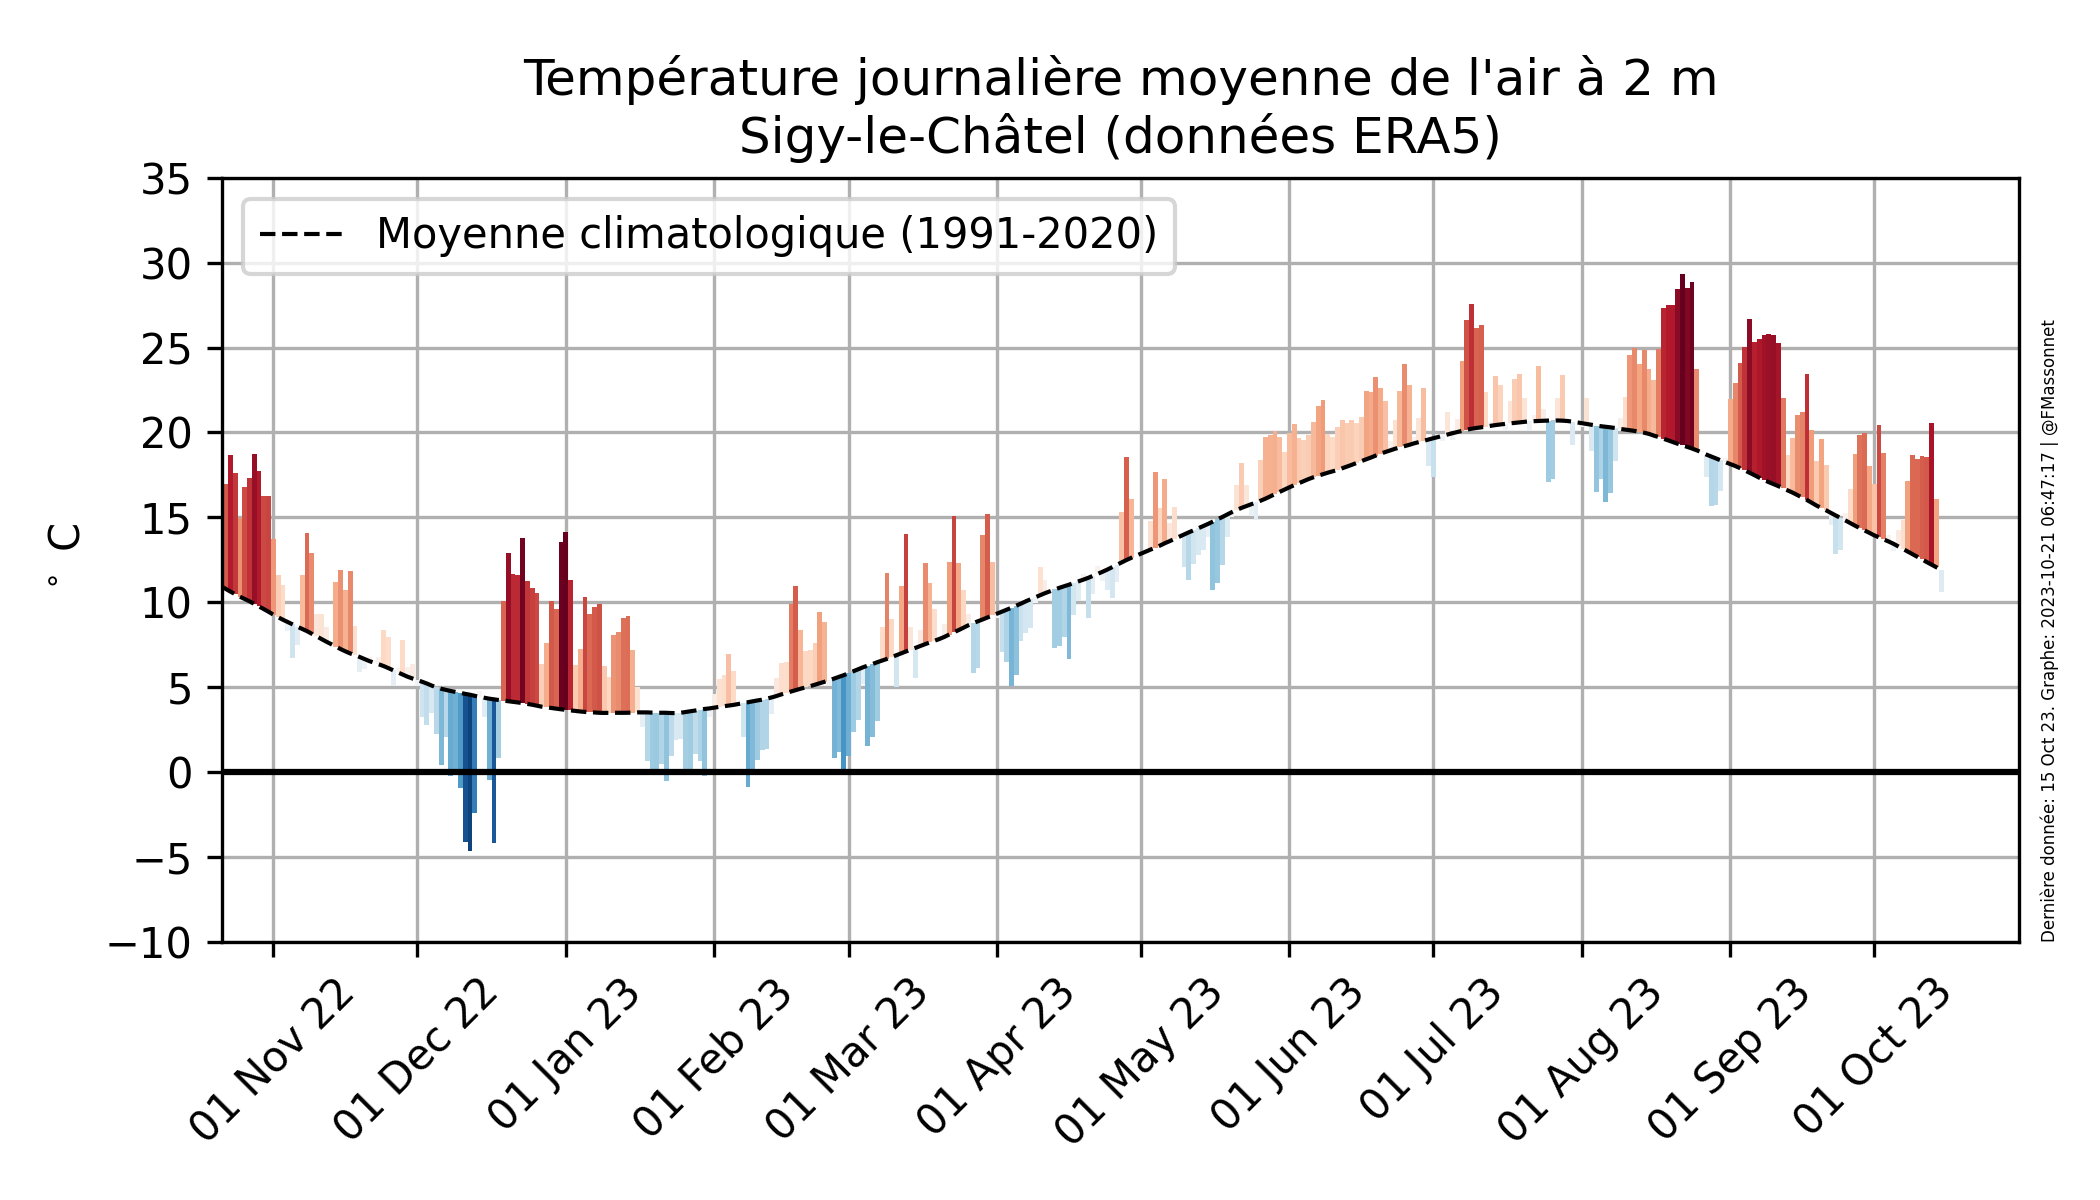 Température journalière moyenne de l'air à 2 m
Sigy-le-Châtel (données ERA5)
Moyenne climatologique (1991-2020)
35
30
25
20
15
10
5
0
−5
−10
° C
01 Nov 22
01 Dec 22
01 Jan 23
01 Feb 23
01 Mar 23
01 Apr 23
01 May 23
01 Jun 23
01 Jul 23
01 Aug 23
01 Sep 23
01 Oct 23
Dernière donnée: 15 Oct 23. Graphe: 2023-10-21 06:47:17 | @FMassonnet